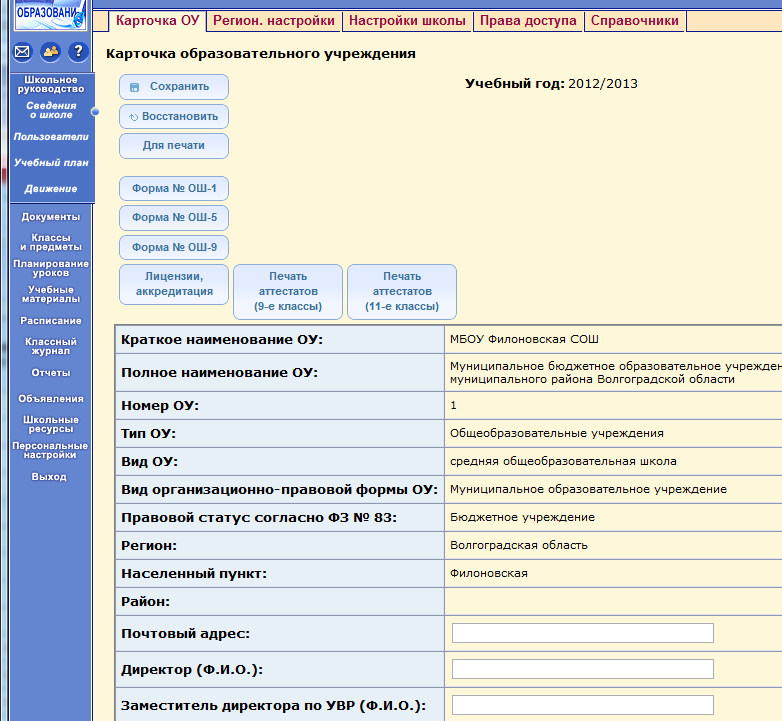 ОБРАЗОВАНИ
Карточка ОУ
Регион. настройки
Настройки школы
Права доступа
Справочники
?
Школьное
руководство
Сведения
о школе
Пользователи
Учебный план
Движение
Документы
Классы
и предметы
Планирование
уроков
Учебные
материалы
Расписание
Классный
журнал
Отчеты
Объявления
Школьные
ресурсы
Персональные
настройки
Выход
Карточка образовательного учреждения
Сохранить
Учебный год: 2012/2013
Восстановить
Для печати
Форма № ОШ-1
Форма № ОШ-5
Форма № ОШ-9
Лицензии,
аккредитация
Печать
аттестатов
(9-е классы)
Печать
аттестатов
(11-е классы)
Краткое наименование ОУ: МБОУ Филоновская СОШ
Полное наименование ОУ: Муниципальное бюджетное образовательное учрежден
муниципального района Волгоградской области
Номер ОУ: 1
Тип ОУ: Общеобразовательные учреждения
Вид ОУ: средняя общеобразовательная школа
Вид организационно-правовой формы ОУ: Муниципальное образовательное учреждение
Правовой статус согласно ФЗ № 83: Бюджетное учреждение
Регион: Волгоградская область
Населенный пункт: Филоновская
Район:
Почтовый адрес:
Директор (Ф.И.О.):
Заместитель директора по УВР (Ф.И.О.):